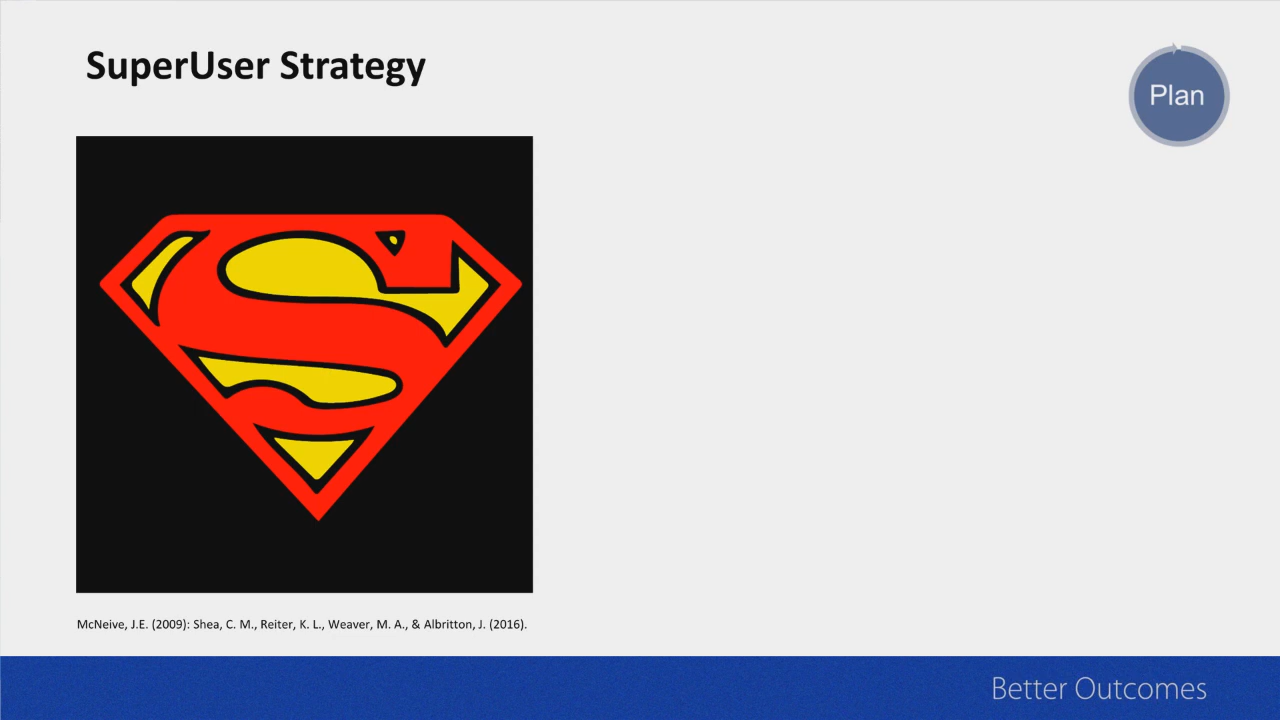 SuperUser Strategy
Plan
McNeive, J.E. (2009): Shea, C. M., Reiter, K. L., Weaver, M. A., & Albritton, J. (2016).
Better Outcomes